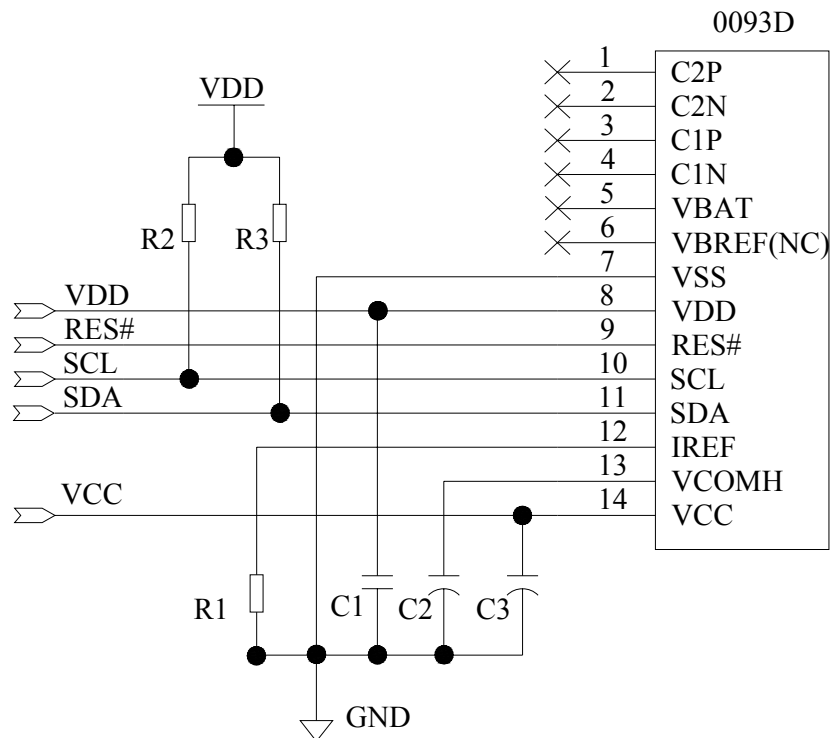 0093D
1 C2P
2 C2N
3 C1P
4 C1N
5 VBAT
6 VBREF(NC)
7 VSS
8 VDD
9 RES#
10 SCL
11 SDA
12 IREF
13 VCOMH
14 VCC
VDD
R2 R3
VDD
RES#
SCL
SDA
VCC
R1 C1 C2 C3
GND